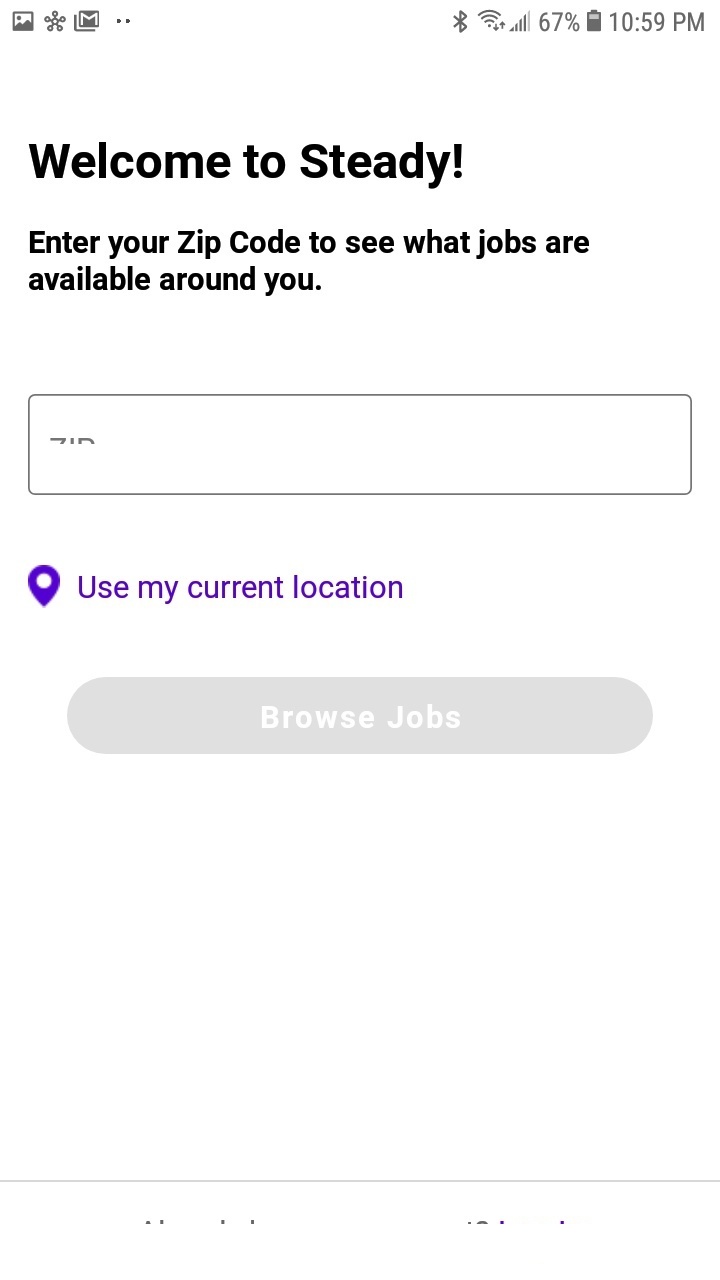 67% 10:59 PM
Welcome to Steady!
Enter your Zip Code to see what jobs are
available around you.
ZIP
Use my current location
Browse Jobs